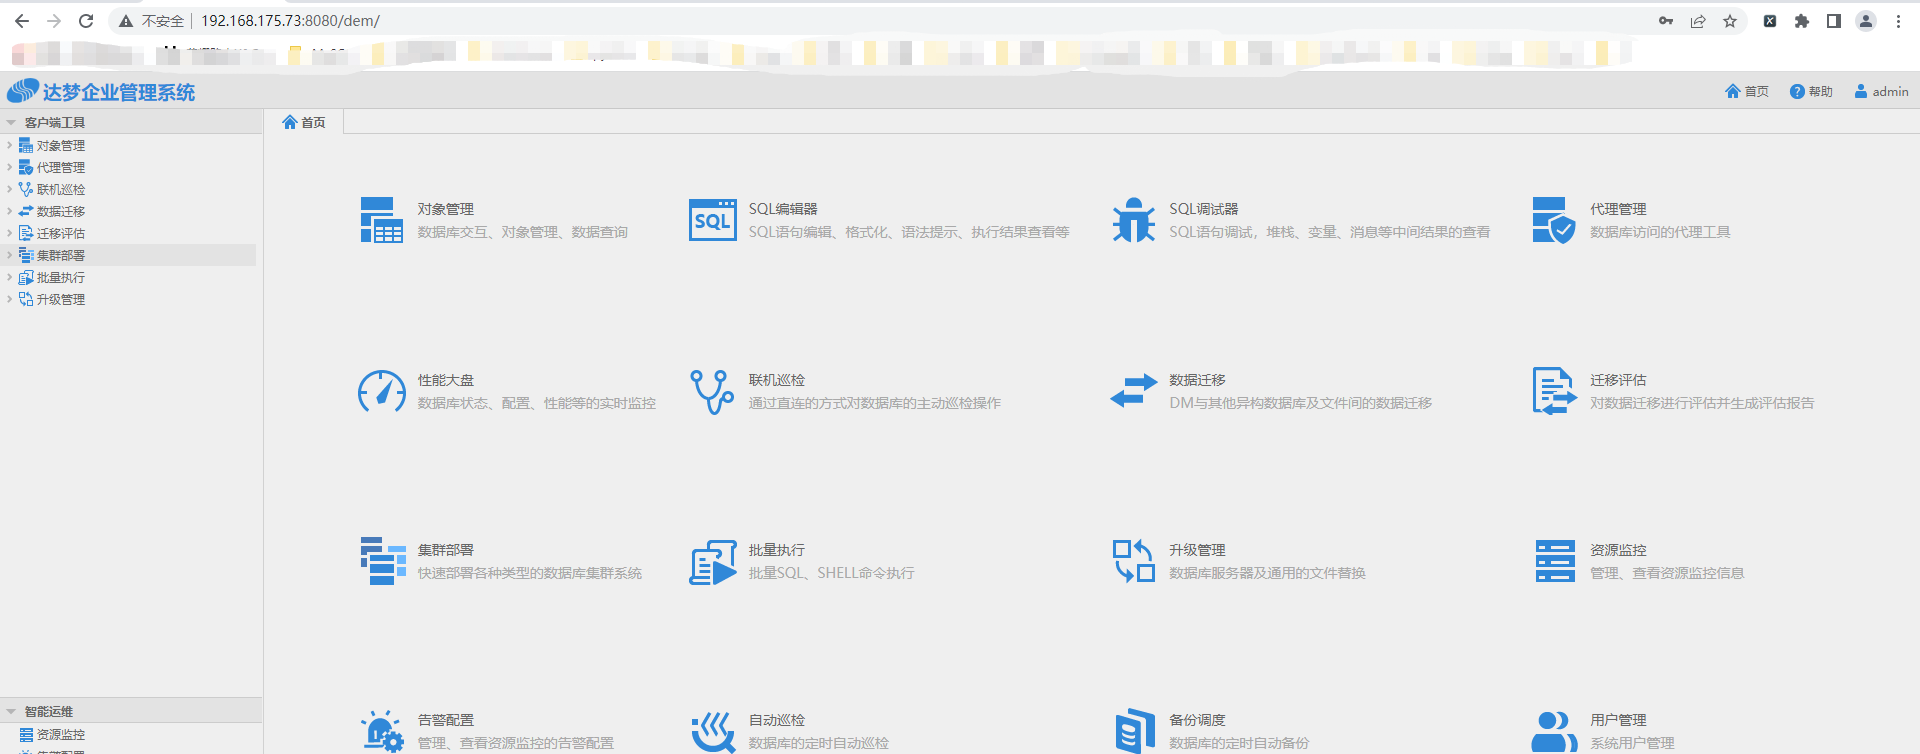 不安全 192.168.175.73:8080/dem/
达梦企业管理系统
首页 帮助 admin
客户端工具
对象管理
代理管理
联机巡检
数据迁移
迁移评估
集群部署
批量执行
升级管理
智能运维
资源监控
首页
对象管理
数据库交互、对象管理、数据查询
SQL
SQL编辑器
SQL语句编辑、格式化、语法提示、执行结果查看等
SQL调试器
SQL语句调试，堆栈、变量、消息等中间结果的查看
代理管理
数据库访问的代理工具
性能大盘
数据库状态、配置、性能等的实时监控
联机巡检
通过直连的方式对数据库的主动巡检操作
数据迁移
DM与其他异构数据库及文件间的数据迁移
迁移评估
对数据迁移进行评估并生成评估报告
集群部署
快速部署各种类型的数据库集群系统
批量执行
批量SQL、SHELL命令执行
升级管理
数据库服务器及通用的文件替换
资源监控
管理、查看资源监控信息
告警配置
管理、查看资源监控的告警配置
自动巡检
数据库的定时自动巡检
备份调度
数据库的定时自动备份
用户管理
系统用户管理